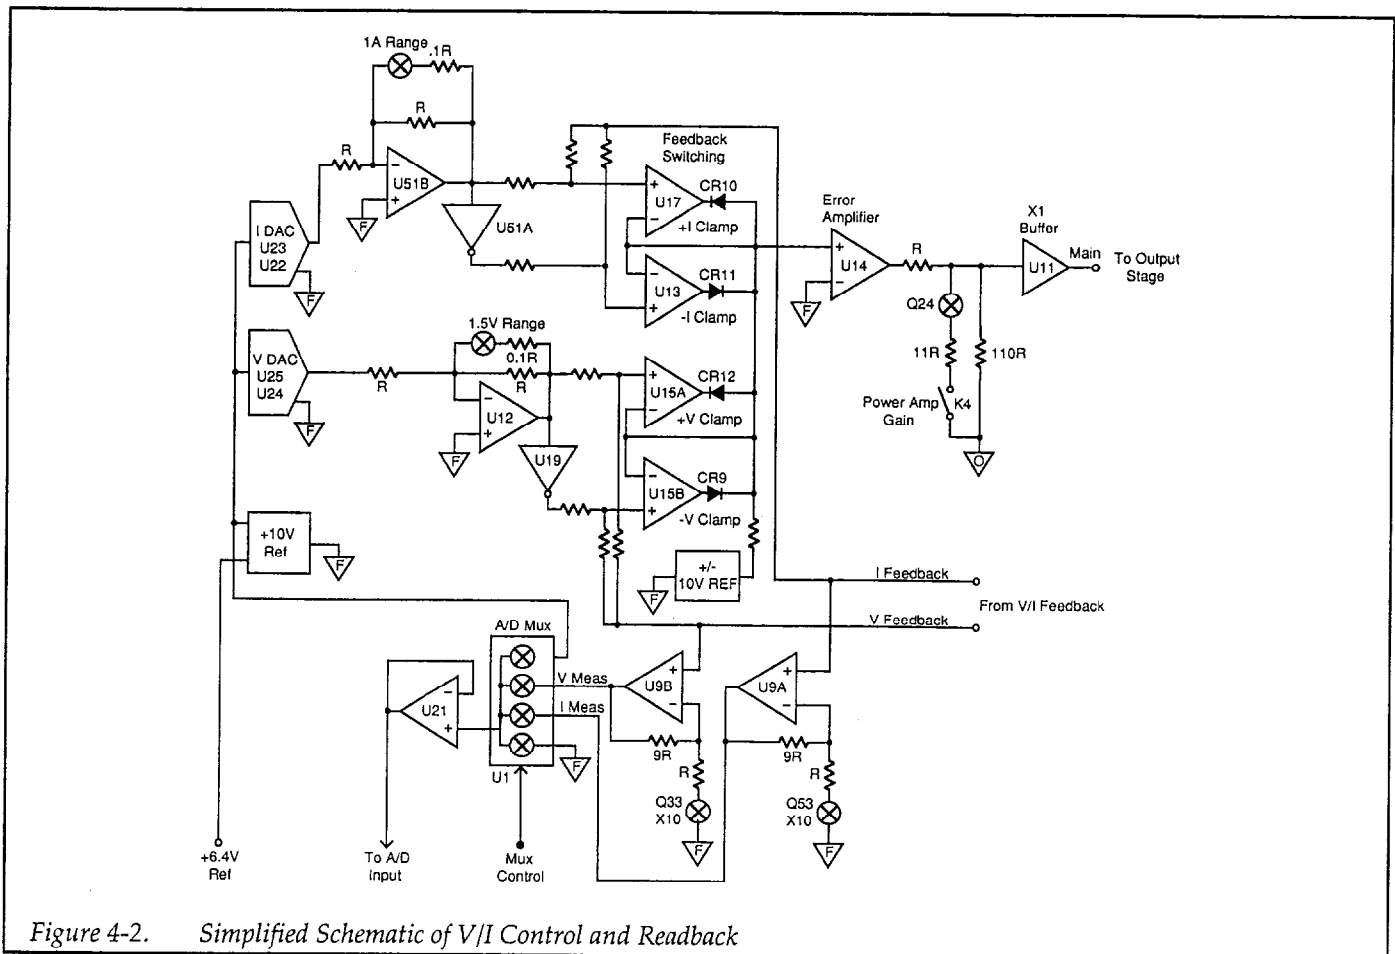 1A Range
.1R
R
R
U51B
F
U51A
I DAC
U23
U22
F
Feedback
Switching
U17
CR10
+I Clamp
U13
CR11
-I Clamp
Error
Amplifier
U14
F
R
X1
Buffer
U11
Main
To Output
Stage
Q24
11R
110R
Power Amp
Gain
K4
O
V DAC
U25
U24
F
R
1.5V Range
0.1R
R
U12
F
U19
U15A
CR12
+V Clamp
U15B
CR9
-V Clamp
+10V
Ref
F
+/-
10V REF
F
I Feedback
From V/I Feedback
V Feedback
A/D Mux
V Meas
I Meas
U21
U1
F
U9B
9R
R
Q33
X10
F
U9A
9R
R
Q53
X10
F
+6.4V
Ref
To A/D
Input
Mux
Control
Figure 4-2. Simplified Schematic of V/I Control and Readback